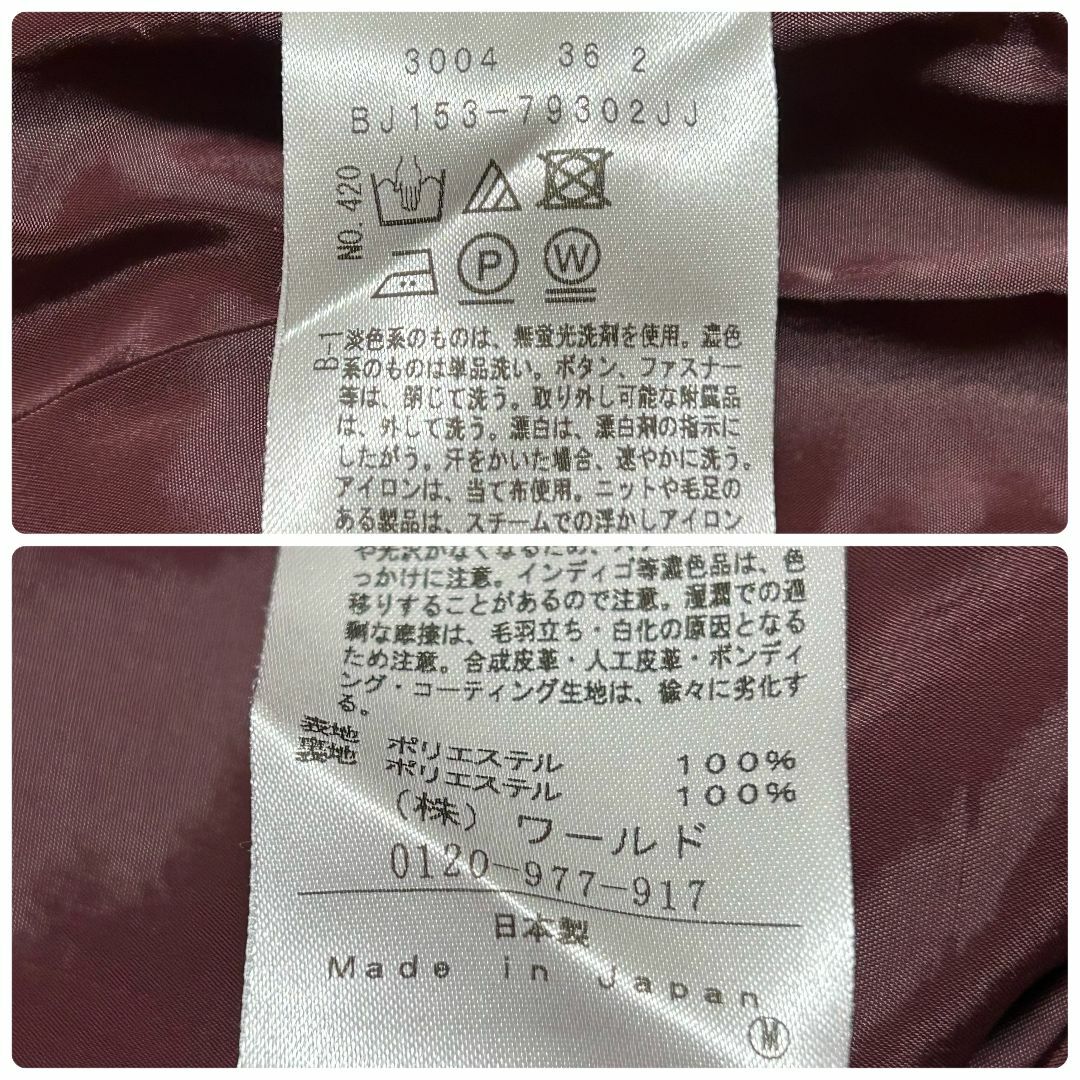 3004 36 2
BJ153-79302JJ
NO. 420
P W
B-1
淡色系のものは、無蛍光洗剤を使用。濃色
系のものは単品洗い。ボタン、ファスナー
等は、閉じて洗う。取り外し可能な附属品
は、外して洗う。漂白は、漂白剤の指示に
したがう。汗をかいた場合、速やかに洗う。
アイロンは、当て布使用。ニットや毛足の
ある製品は、スチームでの浮かしアイロン
や光沢がなくなるため、
っかけに注意。インディゴ等濃色品は、色
移りすることがあるので注意。湿潤での過
剰な摩擦は、毛羽立ち・白化の原因となる
ため注意。合成皮革・人工皮革・ボンディ
ング・コーティング生地は、徐々に劣化す
る。
表地 ポリエステル 100%
裏地 ポリエステル 100%
(株) ワールド
0120-977-917
日本製
Made in Japan
M